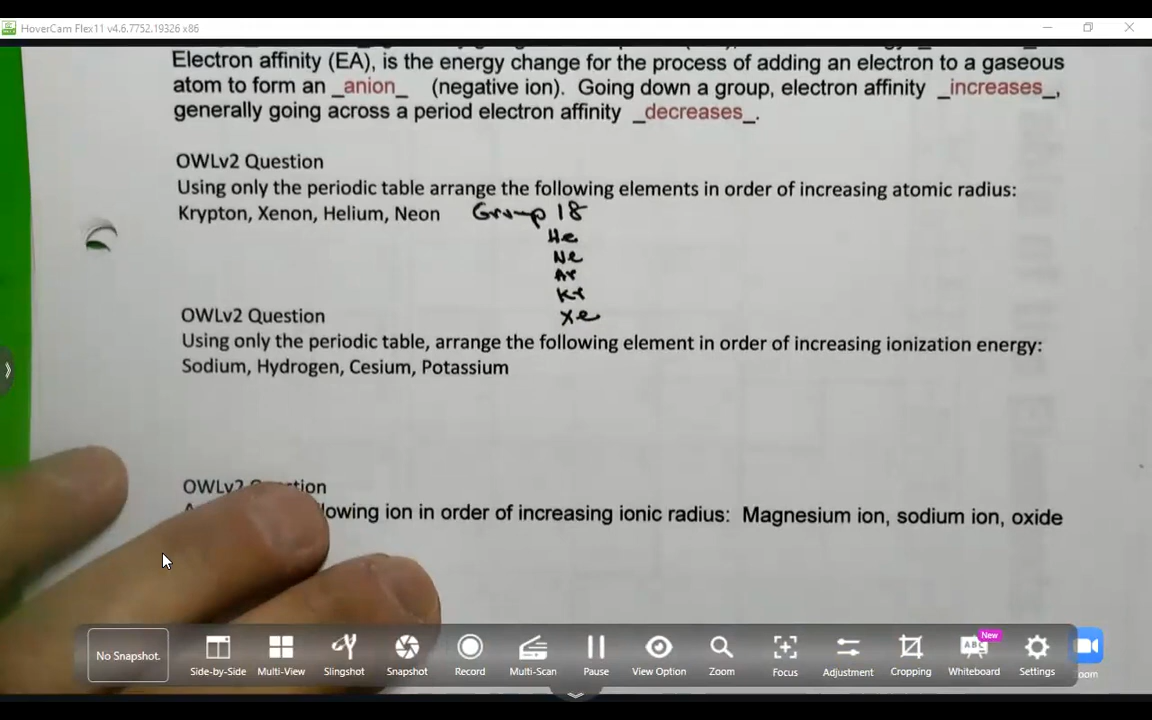 HoverCam Flex11 v4.6.7752.19326 x86
Electron affinity (EA), is the energy change for the process of adding an electron to a gaseous
atom to form an _anion_ (negative ion). Going down a group, electron affinity _increases_,
generally going across a period electron affinity _decreases_.
OWLv2 Question
Using only the periodic table arrange the following elements in order of increasing atomic radius:
Krypton, Xenon, Helium, Neon Group 18
He
Ne
Ar
Kr
Xe
OWLv2 Question
Using only the periodic table, arrange the following element in order of increasing ionization energy:
Sodium, Hydrogen, Cesium, Potassium
OWLv2
ion in order of increasing ionic radius: Magnesium ion, sodium ion, oxide
No Snapshot.
Side-by-Side Multi-View Slingshot Snapshot Record Multi-Scan Pause View Option Zoom Focus Adjustment Cropping ABC New Whiteboard Settings